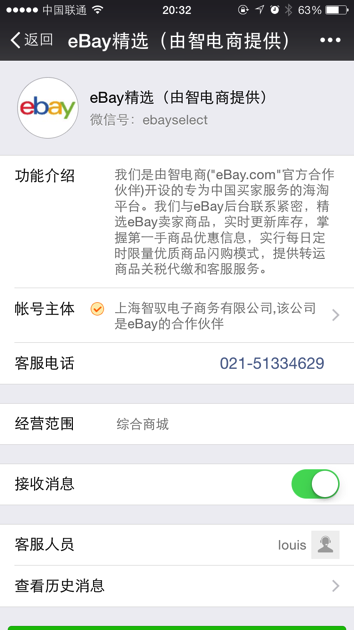 中国联通 20:32 63%
返回 eBay精选（由智电商提供）
ebay
eBay精选（由智电商提供）
微信号：ebayselect
功能介绍 我们是由智电商("eBay.com"官方合作
伙伴)开设的专为中国买家服务的海淘
平台。我们与eBay后台联系紧密，精
选eBay卖家商品，实时更新库存，掌
握第一手商品优惠信息，实行每日定
时限量优质商品闪购模式，提供转运
商品关税代缴和客服服务。
帐号主体 上海智驭电子商务有限公司,该公司
是eBay的合作伙伴
客服电话 021-51334629
经营范围 综合商城
接收消息
客服人员 louis
查看历史消息